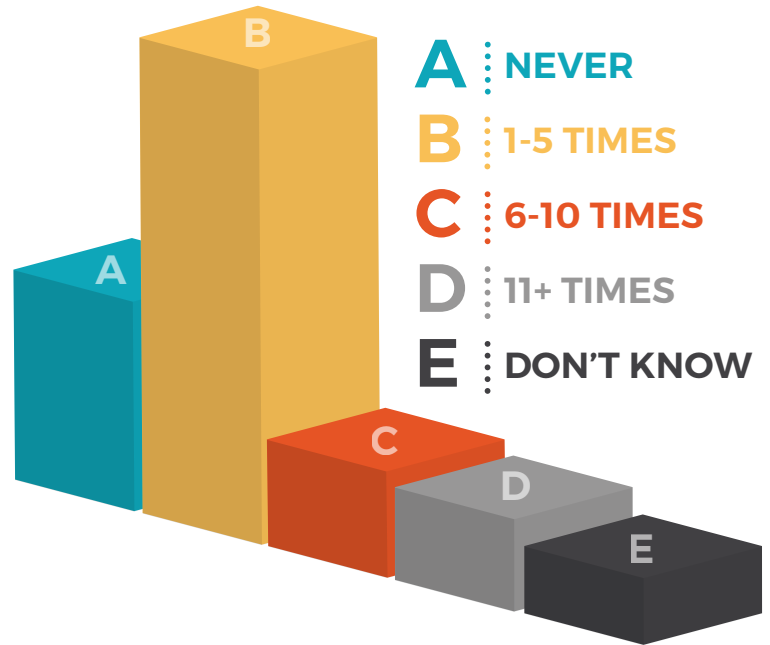 A NEVER
B 1-5 TIMES
C 6-10 TIMES
D 11+ TIMES
E DON'T KNOW
B
A
C
D
E